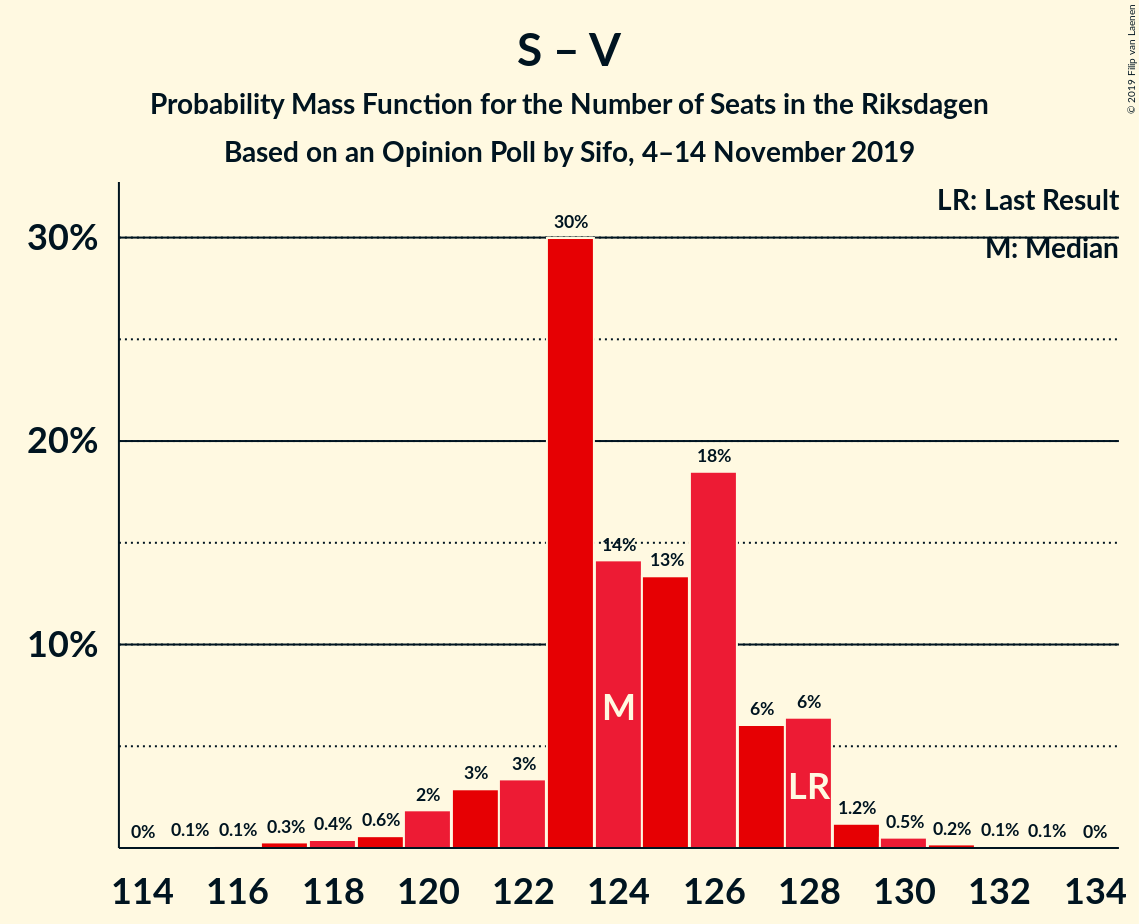 S – V
Probability Mass Function for the Number of Seats in the Riksdagen
Based on an Opinion Poll by Sifo, 4–14 November 2019
© 2019 Filip van Laenen
LR: Last Result
M: Median
30%
20%
10%
0% 0.1% 0.1% 0.3% 0.4% 0.6% 2% 3% 3% 30% 14% 13% 18% 6% 6% 1.2% 0.5% 0.2% 0.1% 0.1% 0%
M
LR
114 116 118 120 122 124 126 128 130 132 134